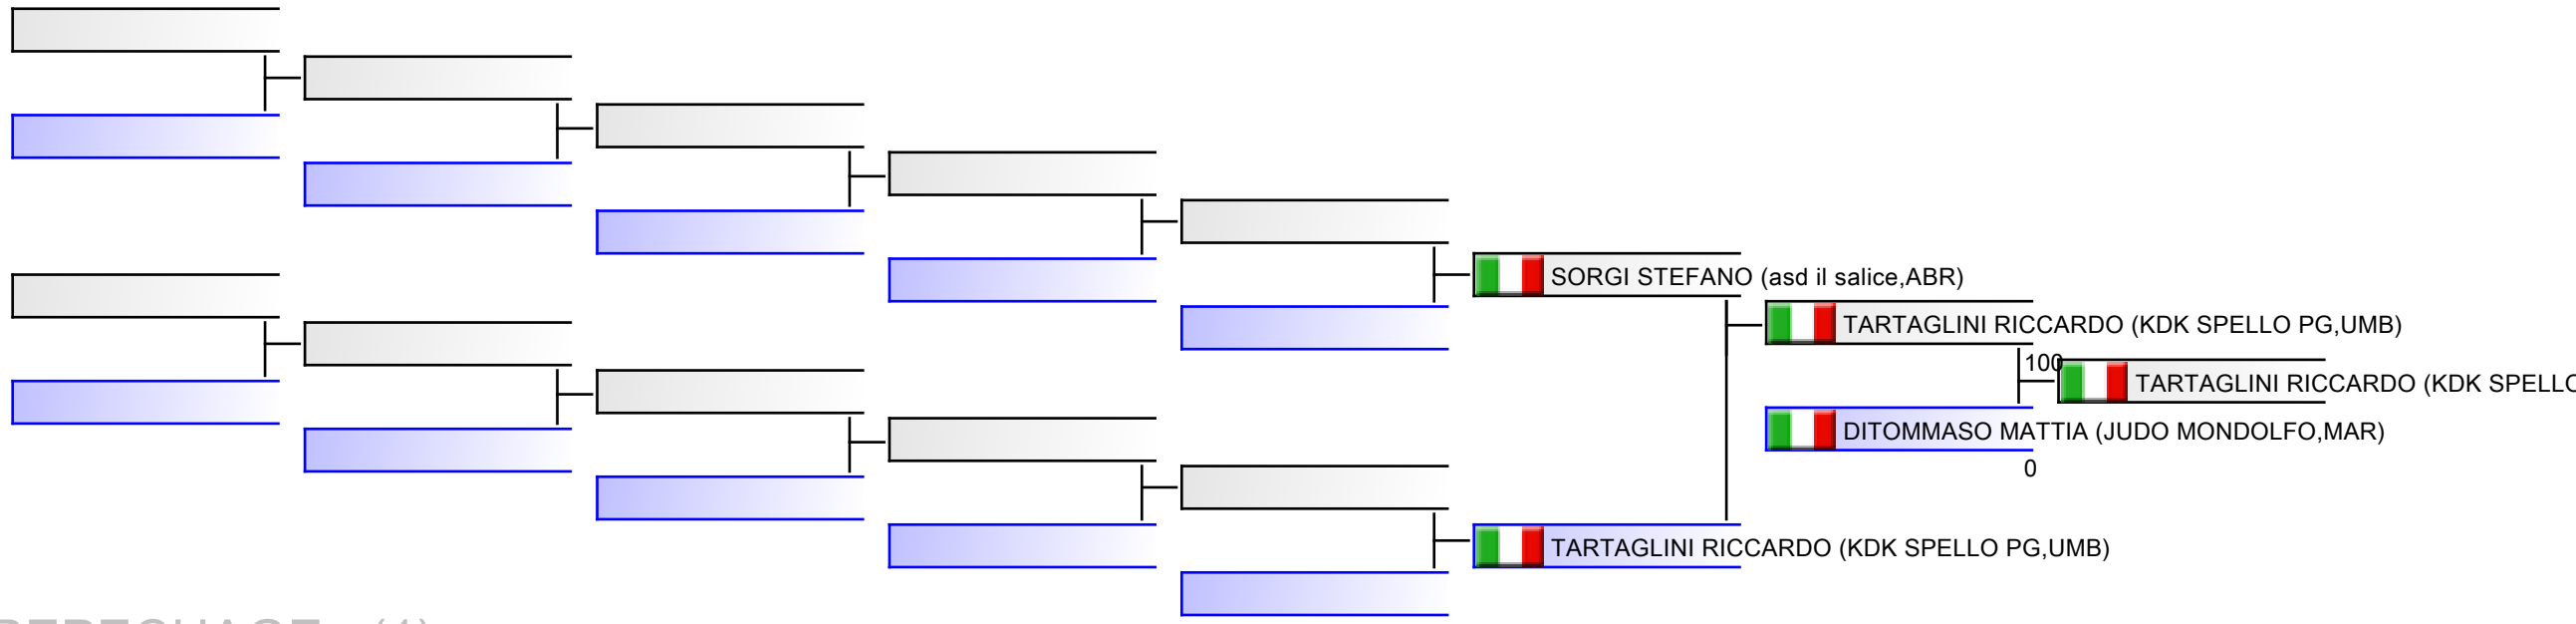 SORGI STEFANO (asd il salice,ABR)
TARTAGLINI RICCARDO (KDK SPELLO PG,UMB)
100
TARTAGLINI RICCARDO (KDK SPELLO
DITOMMASO MATTIA (JUDO MONDOLFO,MAR)
0
TARTAGLINI RICCARDO (KDK SPELLO PG,UMB)